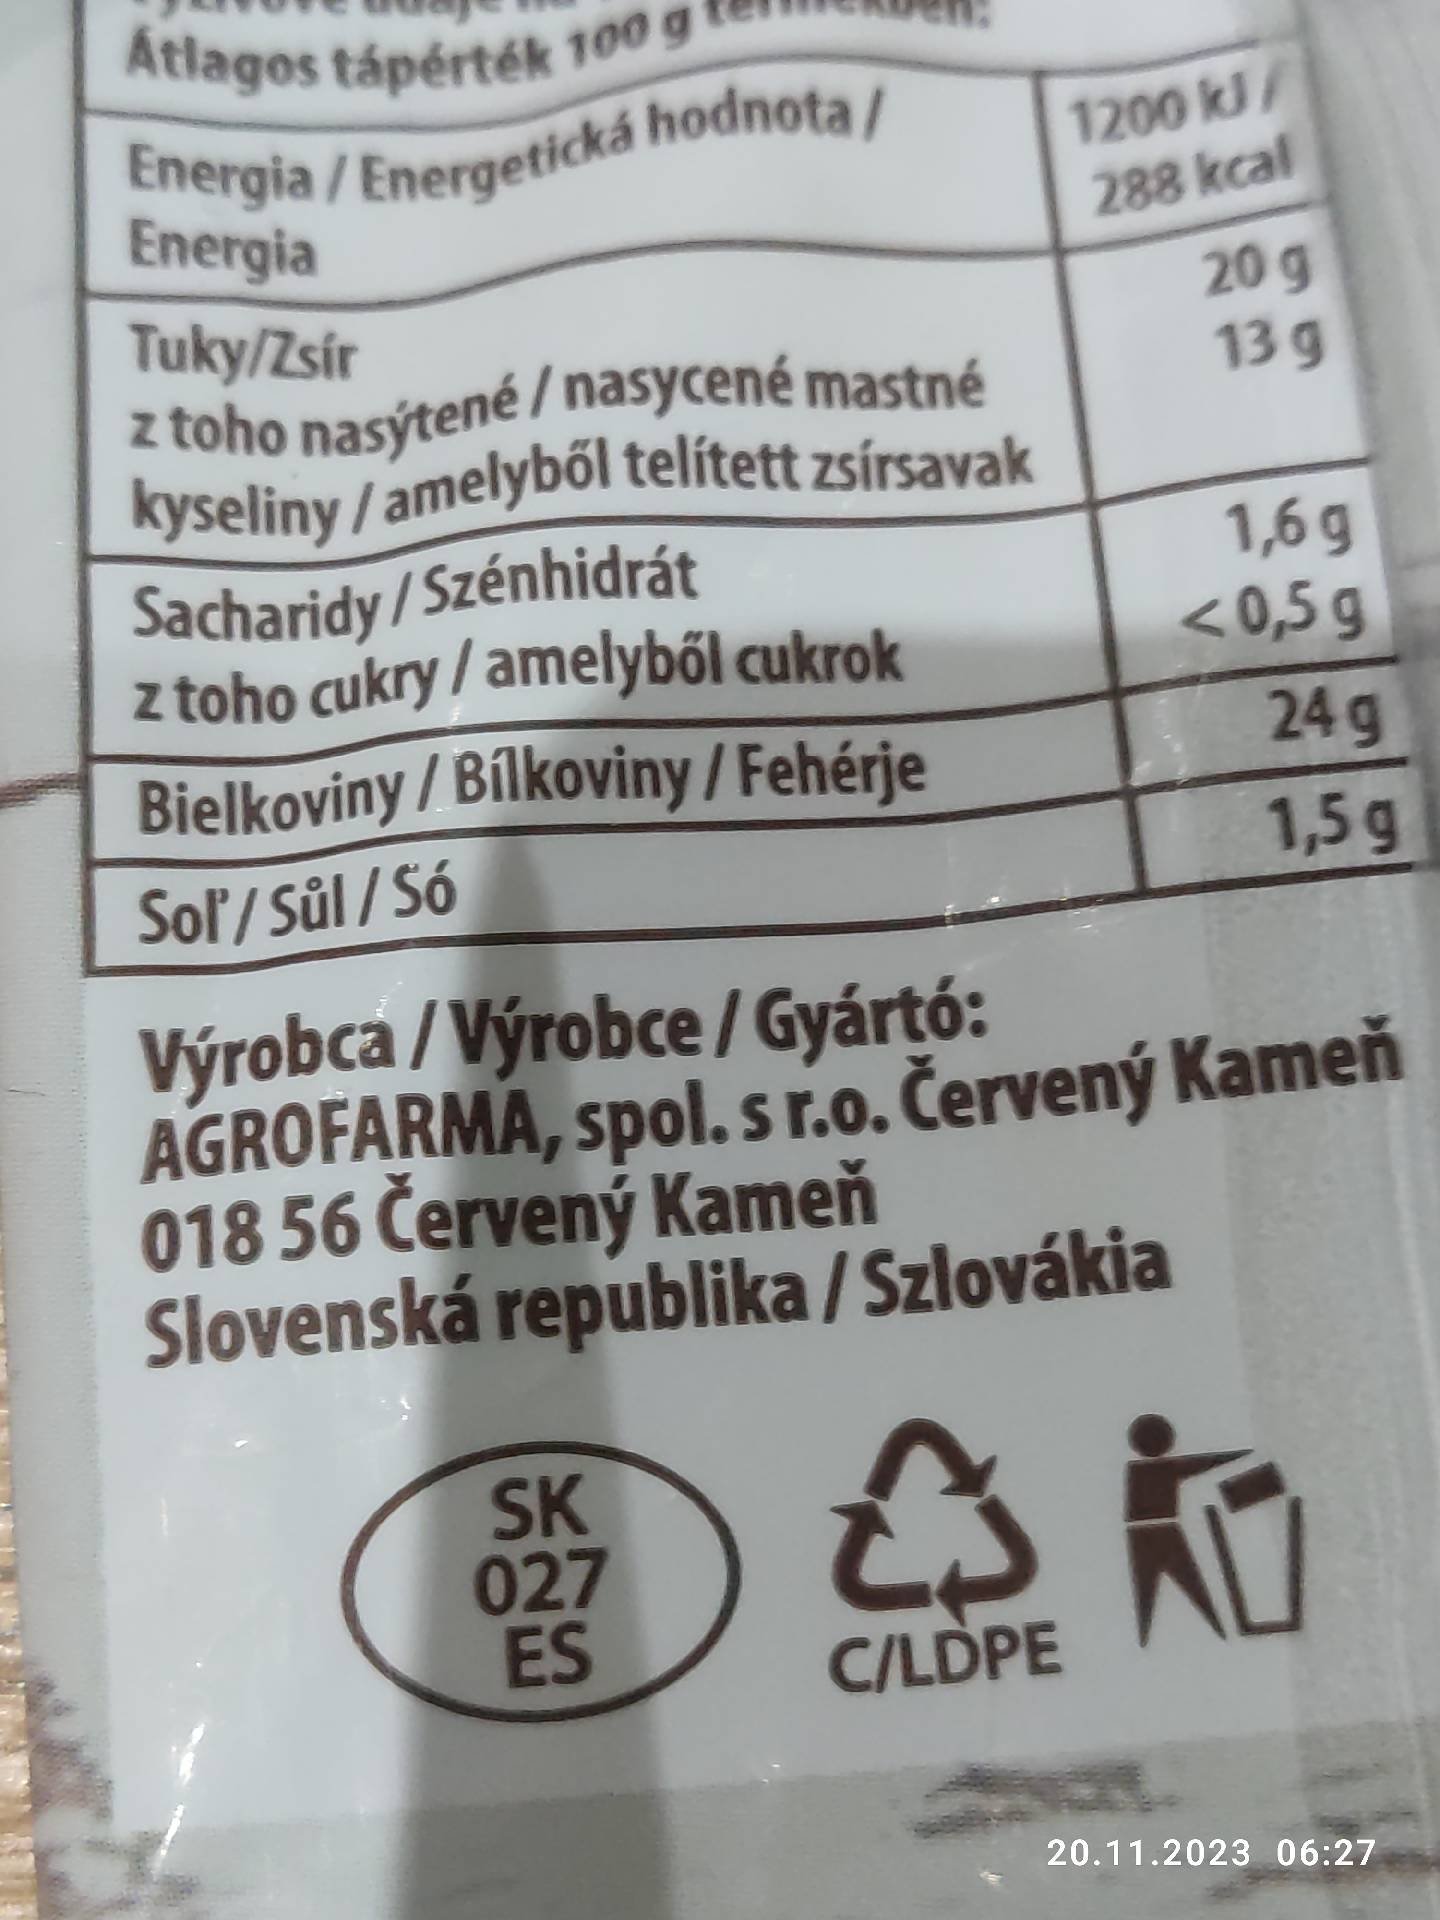 Átlagos tápérték 100 g
Energia / Energetická hodnota / 1200 kJ /
Energia 288 kcal
Tuky/Zsír 20 g
z toho nasýtené / nasycené mastné 13 g
kyseliny / amelyből telített zsírsavak
Sacharidy / Szénhidrát 1,6 g
z toho cukry / amelyből cukrok < 0,5 g
Bielkoviny / Bílkoviny / Fehérje 24 g
Soľ / Sůl / Só 1,5 g
Výrobca / Výrobce / Gyártó:
AGROFARMA, spol. s r.o. Červený Kameň
018 56 Červený Kameň
Slovenská republika / Szlovákia
SK
027
ES
C/LDPE
20.11.2023 06:27